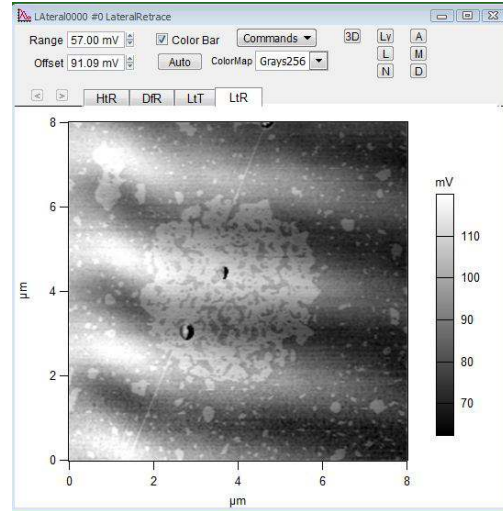 LAteral0000 #0 LateralRetrace
Range 57.00 mV Color Bar Commands 3D Ly A
Offset 91.09 mV Auto ColorMap Grays256 L M
N D
< > HtR DfR LtT LtR
8
6
4
2
0
µm
0 2 4 6 8
µm
mV
110
100
90
80
70